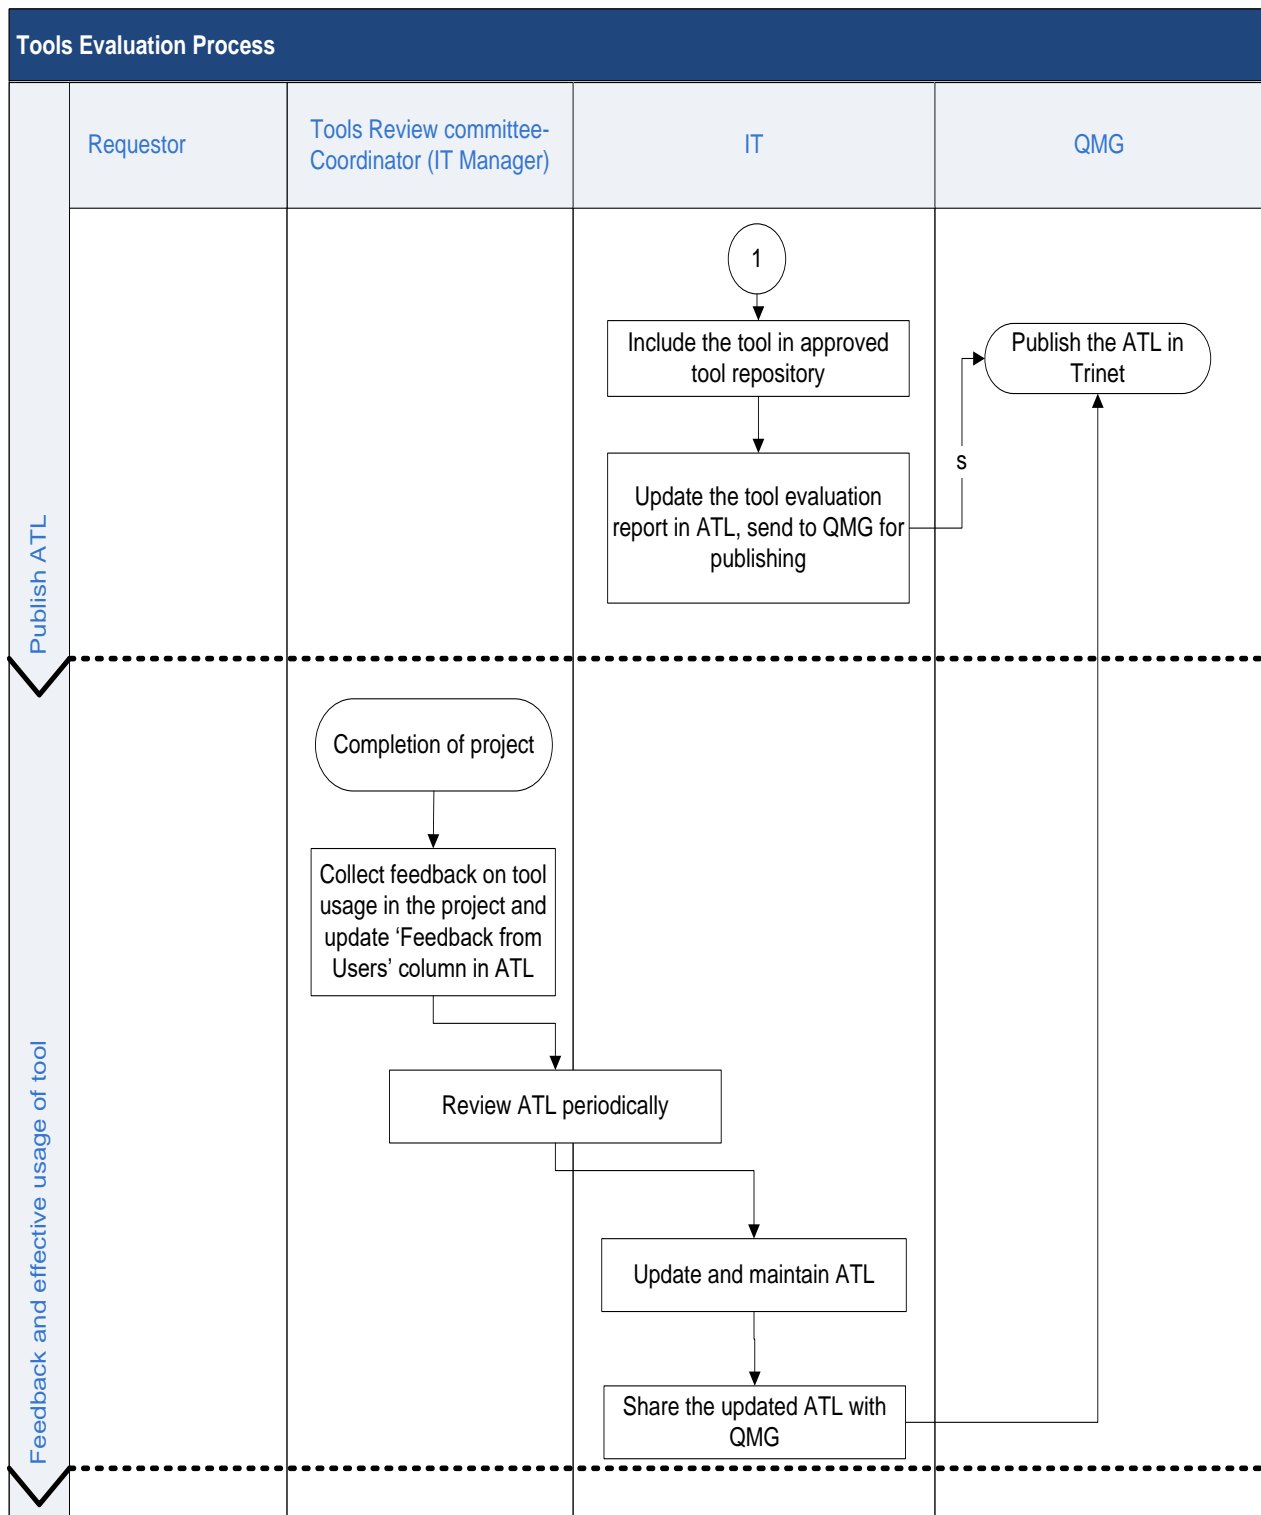 Tools Evaluation Process
Requestor
Tools Review committee-
Coordinator (IT Manager)
IT
QMG
Publish ATL
1
Include the tool in approved
tool repository
Publish the ATL in
Trinet
s
Update the tool evaluation
report in ATL, send to QMG for
publishing
Feedback and effective usage of tool
Completion of project
Collect feedback on tool
usage in the project and
update ‘Feedback from
Users’ column in ATL
Review ATL periodically
Update and maintain ATL
Share the updated ATL with
QMG